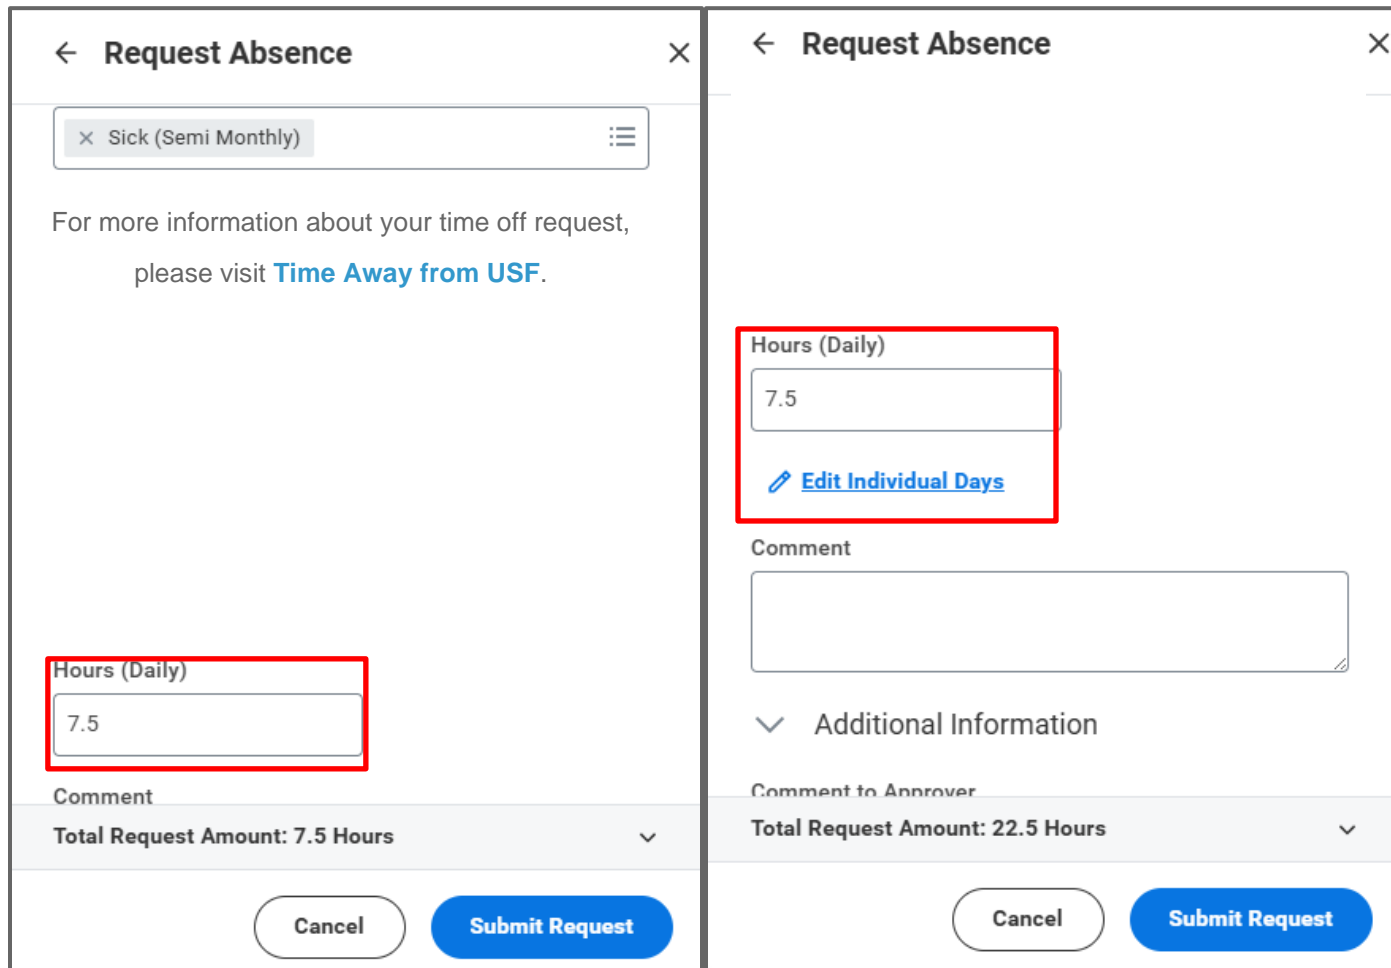 Request Absence
Sick (Semi Monthly)
For more information about your time off request,
please visit Time Away from USF.
Hours (Daily)
7.5
Comment
Total Request Amount: 7.5 Hours
Cancel
Submit Request
Request Absence
Hours (Daily)
7.5
Edit Individual Days
Comment
Additional Information
Comment to Approver
Total Request Amount: 22.5 Hours
Cancel
Submit Request